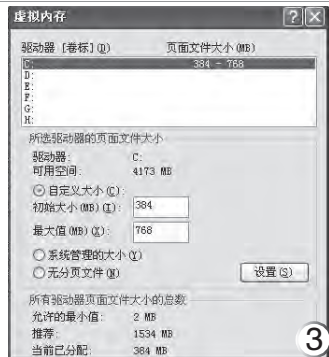 虚拟内存
驱动器 [卷标](D) 页面文件大小(MB)
C: 384 - 768
D:
E:
F:
G:
H:
所选驱动器的页面文件大小
驱动器: C:
可用空间: 4173 MB
自定义大小(C):
初始大小(MB)(I): 384
最大值(MB)(X): 768
系统管理的大小(Y)
无分页文件(N) 设置(S)
所有驱动器页面文件大小的总数
允许的最小值: 2 MB
推荐: 1534 MB
当前已分配: 384 MB
3